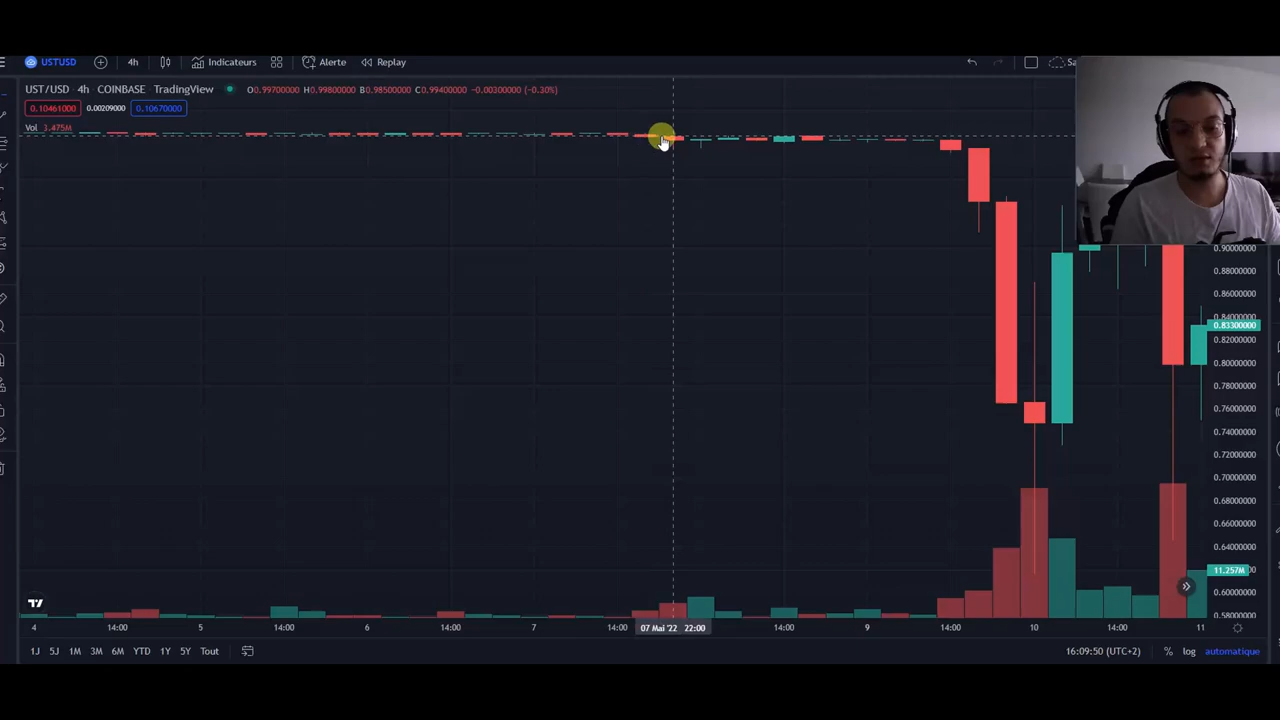 USTUSD 4h Indicateurs Alerte Replay Sa
UST/USD 4h COINBASE TradingView O0.99700000 H0.99800000 B0.98500000 C0.99400000 −0.00300000 (−0.30%)
0.10461000 0.00209000 0.10670000
Vol 3.475M
0.90000000
0.88000000
0.86000000
0.84000000
0.83300000
0.82000000
0.80000000
0.78000000
0.76000000
0.74000000
0.72000000
0.70000000
0.68000000
0.66000000
0.64000000
11.257M
0.60000000
0.58000000
4 14:00 5 14:00 6 14:00 7 14:00 07 Mai '22 22:00 14:00 9 14:00 10 14:00 11
1J 5J 1M 3M 6M YTD 1Y 5Y Tout 16:09:50 (UTC+2) % log automatique